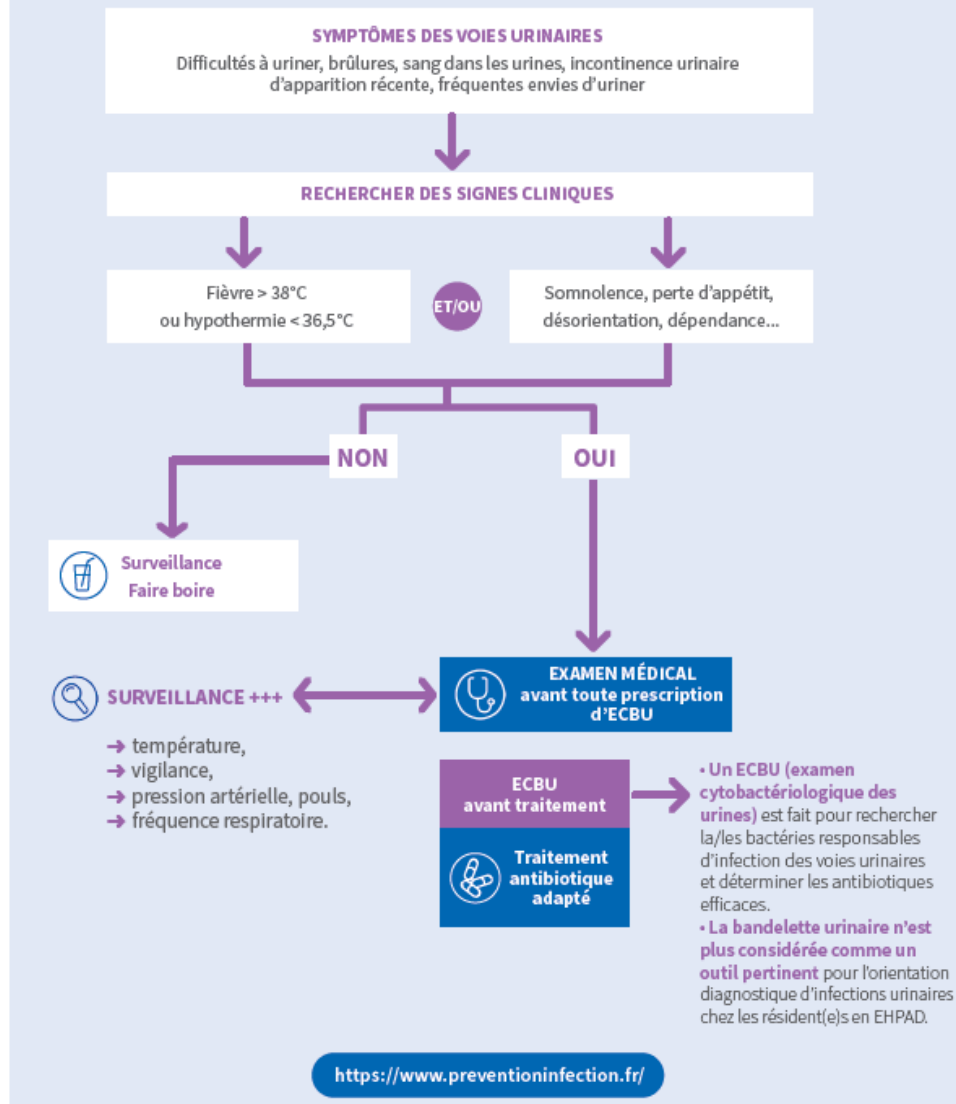 SYMPTÔMES DES VOIES URINAIRES
Difficultés à uriner, brûlures, sang dans les urines, incontinence urinaire
d'apparition récente, fréquentes envies d'uriner
RECHERCHER DES SIGNES CLINIQUES
Fièvre > 38°C
ou hypothermie < 36,5°C
ET/OU
Somnolence, perte d'appétit,
désorientation, dépendance...
NON
OUI
Surveillance
Faire boire
EXAMEN MÉDICAL
avant toute prescription
d'ECBU
SURVEILLANCE +++
→ température,
→ vigilance,
→ pression artérielle, pouls,
→ fréquence respiratoire.
ECBU
avant traitement
Traitement
antibiotique
adapté
• Un ECBU (examen
cytobactériologique des
urines) est fait pour rechercher
la/les bactéries responsables
d'infection des voies urinaires
et déterminer les antibiotiques
efficaces.
• La bandelette urinaire n'est
plus considérée comme un
outil pertinent pour l'orientation
diagnostique d'infections urinaires
chez les résident(e)s en EHPAD.
https://www.preventioninfection.fr/